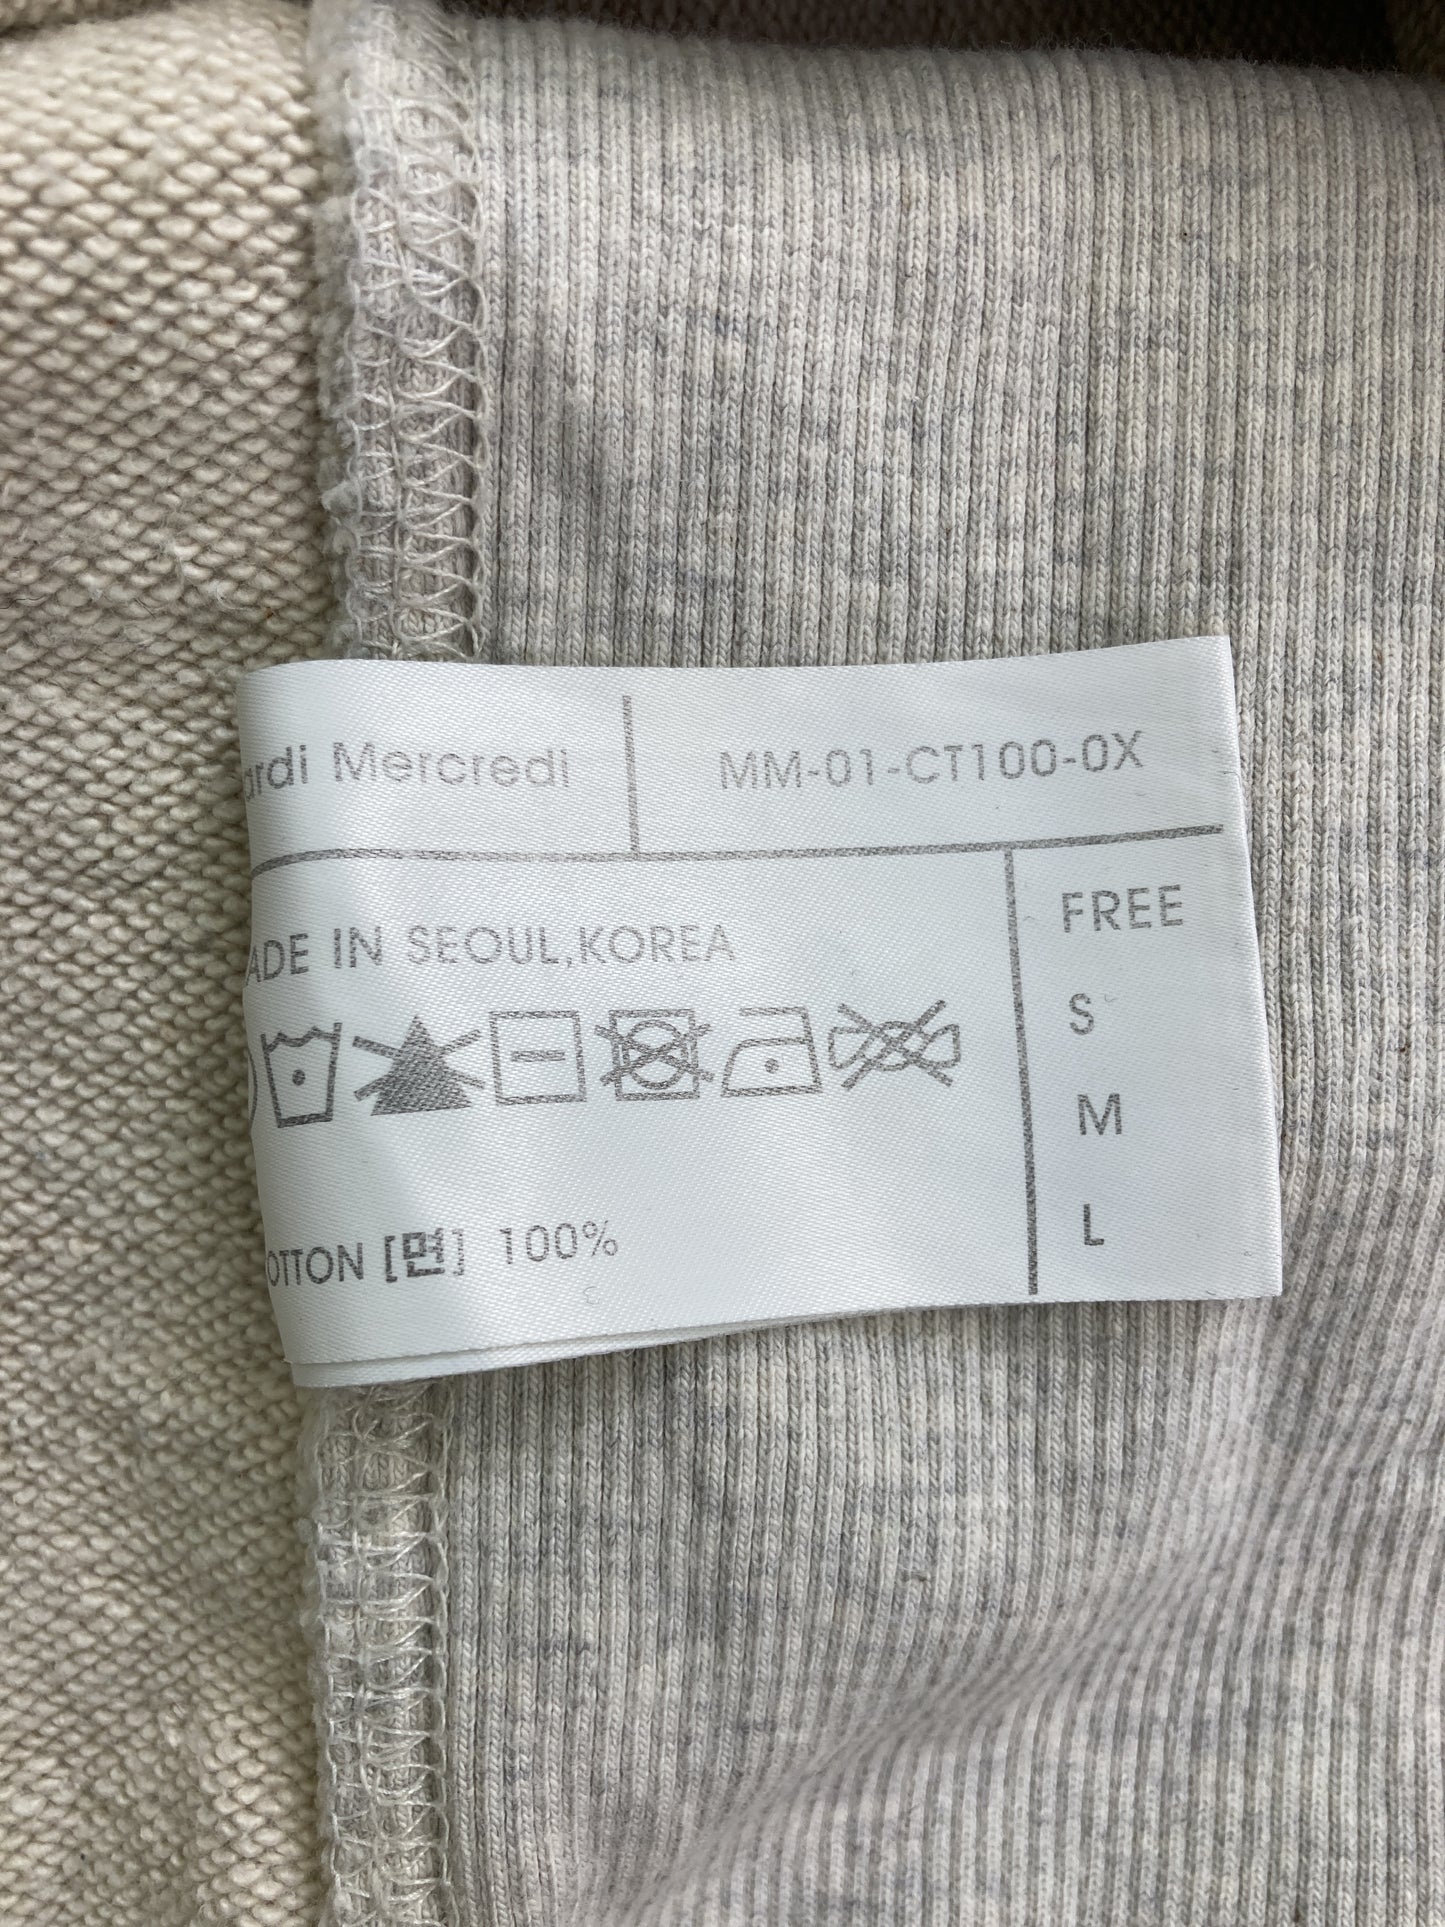 ardi Mercredi
MM-01-CT100-0X
ADE IN SEOUL,KOREA
OTTON [면] 100%
FREE
S
M
L